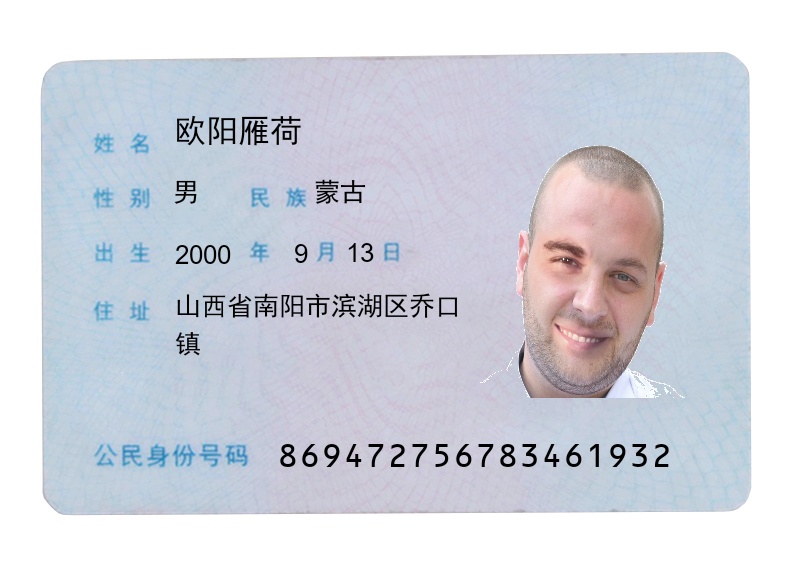 姓名 欧阳雁荷
性别 男 民族 蒙古
出生 2000 年 9 月 13 日
住址 山西省南阳市滨湖区乔口
镇
公民身份号码 869472756783461932